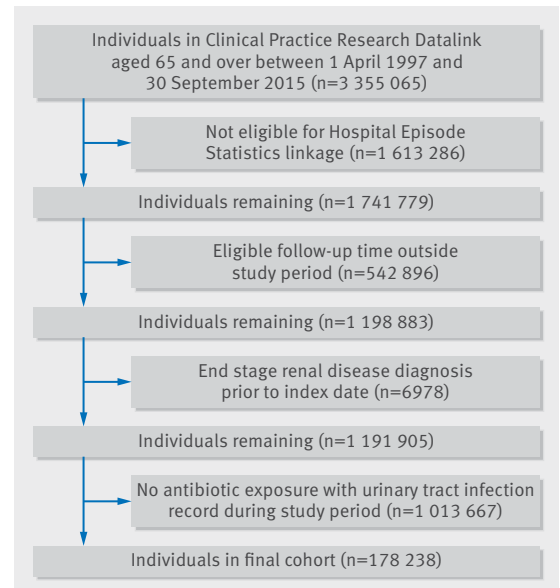 Individuals in Clinical Practice Research Datalink
aged 65 and over between 1 April 1997 and
30 September 2015 (n=3 355 065)
Not eligible for Hospital Episode
Statistics linkage (n=1 613 286)
Individuals remaining (n=1 741 779)
Eligible follow-up time outside
study period (n=542 896)
Individuals remaining (n=1 198 883)
End stage renal disease diagnosis
prior to index date (n=6978)
Individuals remaining (n=1 191 905)
No antibiotic exposure with urinary tract infection
record during study period (n=1 013 667)
Individuals in final cohort (n=178 238)